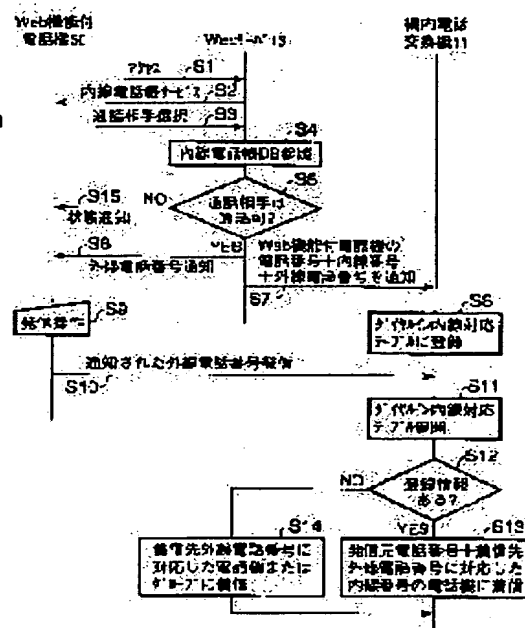 Web機能付
電話機50
Webサーバ13
構内電話
交換機11
アクセス
S1
内線電話帳サービス
S2
通話相手選択
S3
S4
内線電話帳DB参照
S5
通話相手は
通話可?
NO
S15
状態通知
YES
S6
外線電話番号通知
Web機能付電話機の
電話番号+内線番号
+外線電話番号を通知
S7
S9
発信操作
ダイヤルイン内線対応
テーブルに登録
通知された外線電話番号発信
S10
S11
ダイヤルイン内線対応
テーブル参照
S12
登録情報
ある?
NO
YES
S14
着信先外線電話番号に
対応した電話機または
グループに着信
S13
発信元電話番号+着信先
外線電話番号に対応した
内線番号の電話機に着信